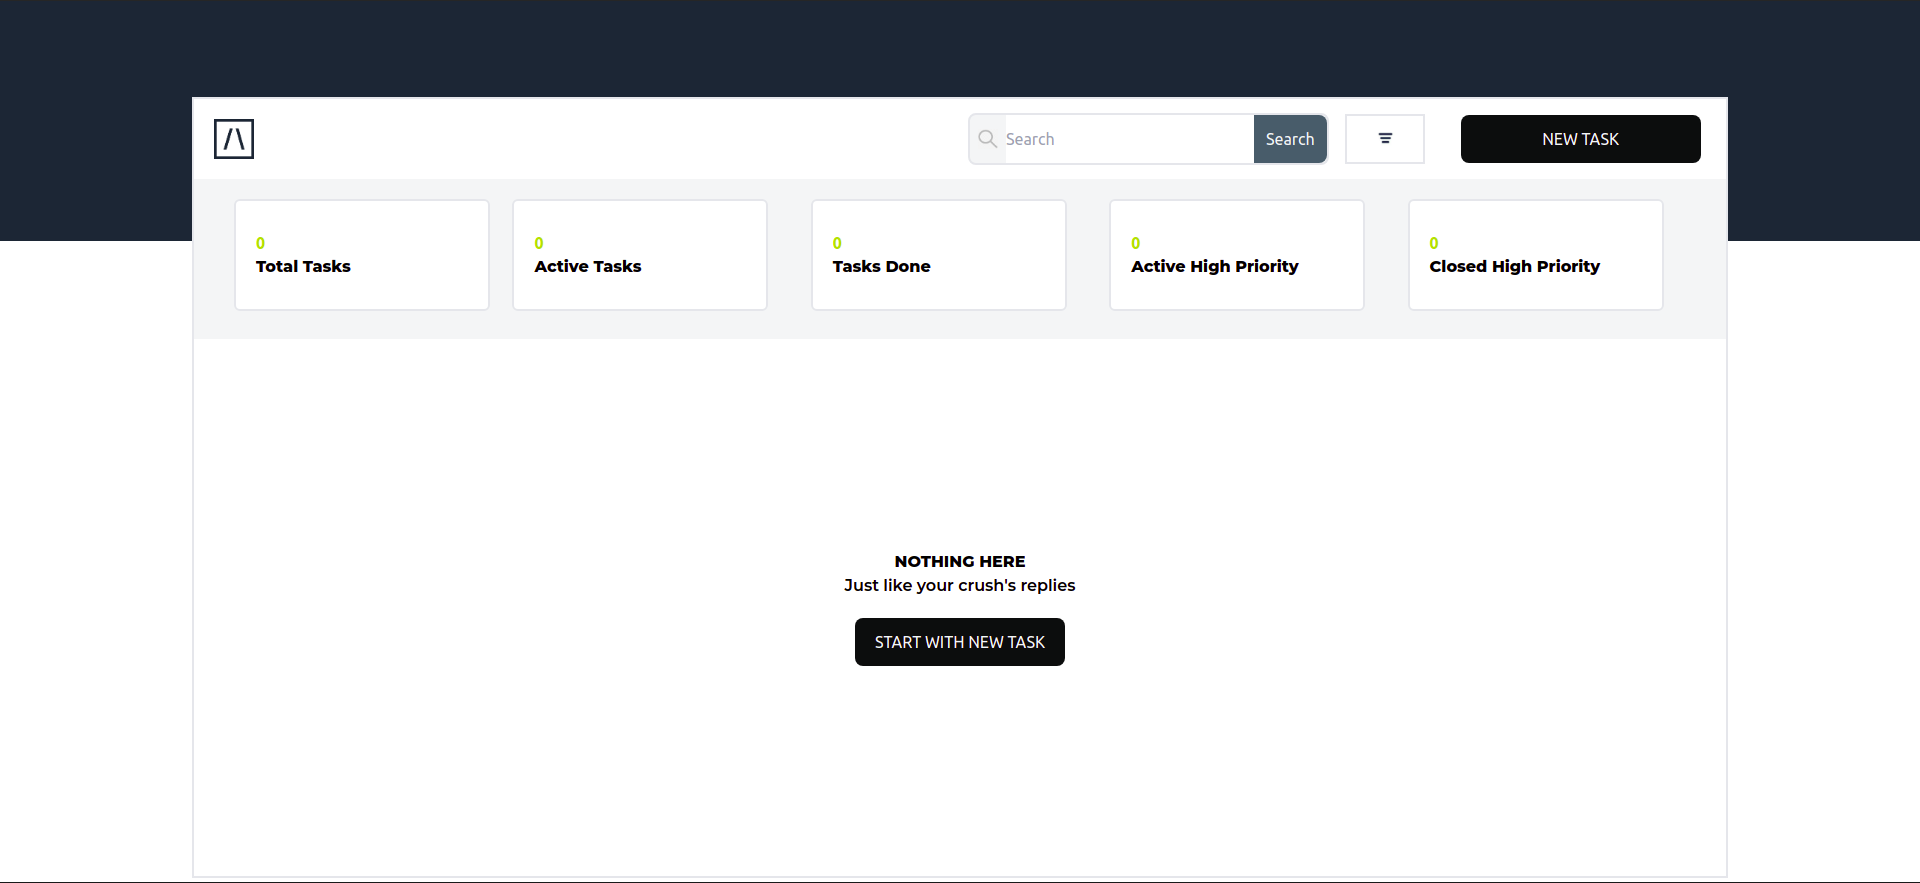 Search
Search
NEW TASK
0
Total Tasks
0
Active Tasks
0
Tasks Done
0
Active High Priority
0
Closed High Priority
NOTHING HERE
Just like your crush's replies
START WITH NEW TASK